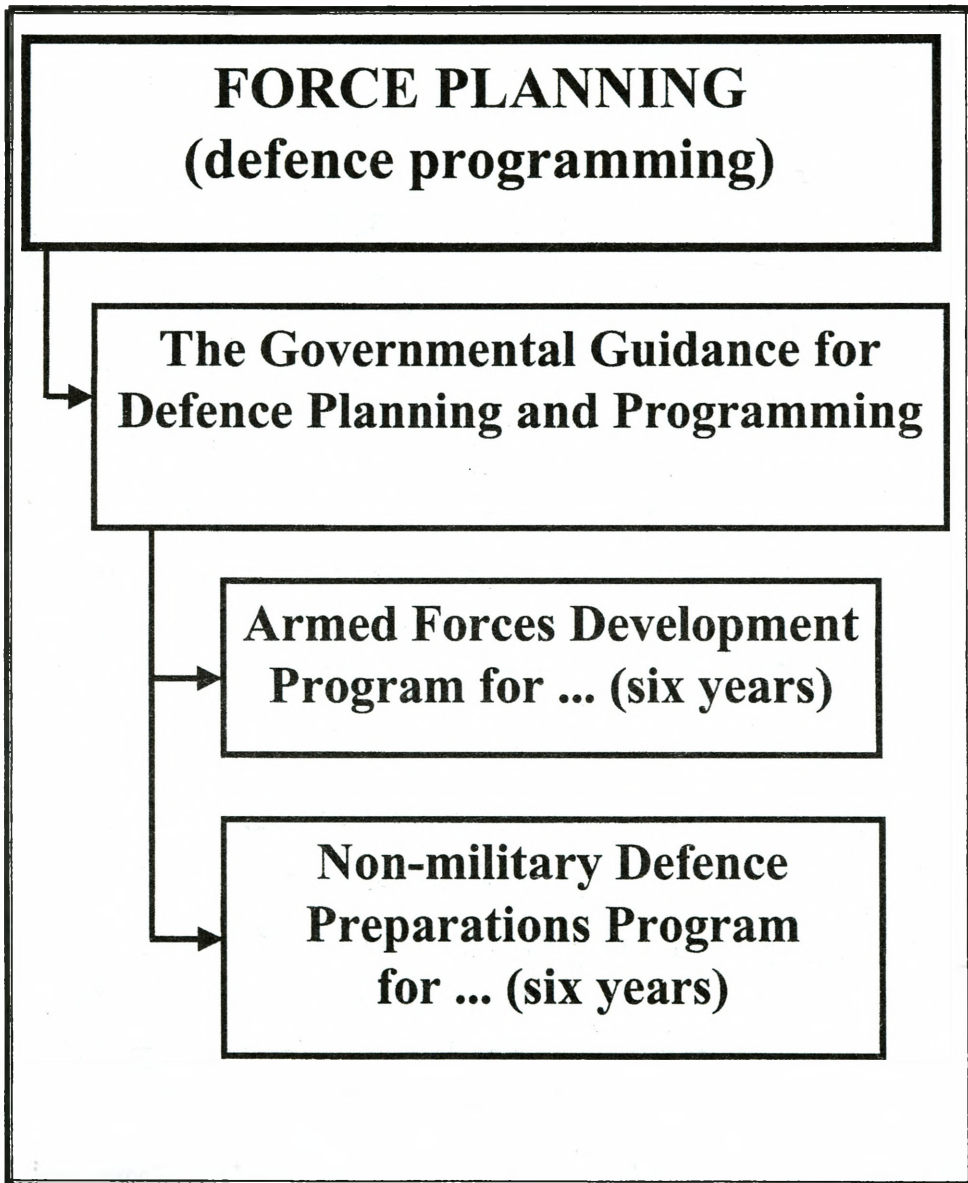 FORCE PLANNING
(defence programming)
The Governmental Guidance for
Defence Planning and Programming
Armed Forces Development
Program for ... (six years)
Non-military Defence
Preparations Program
for ... (six years)